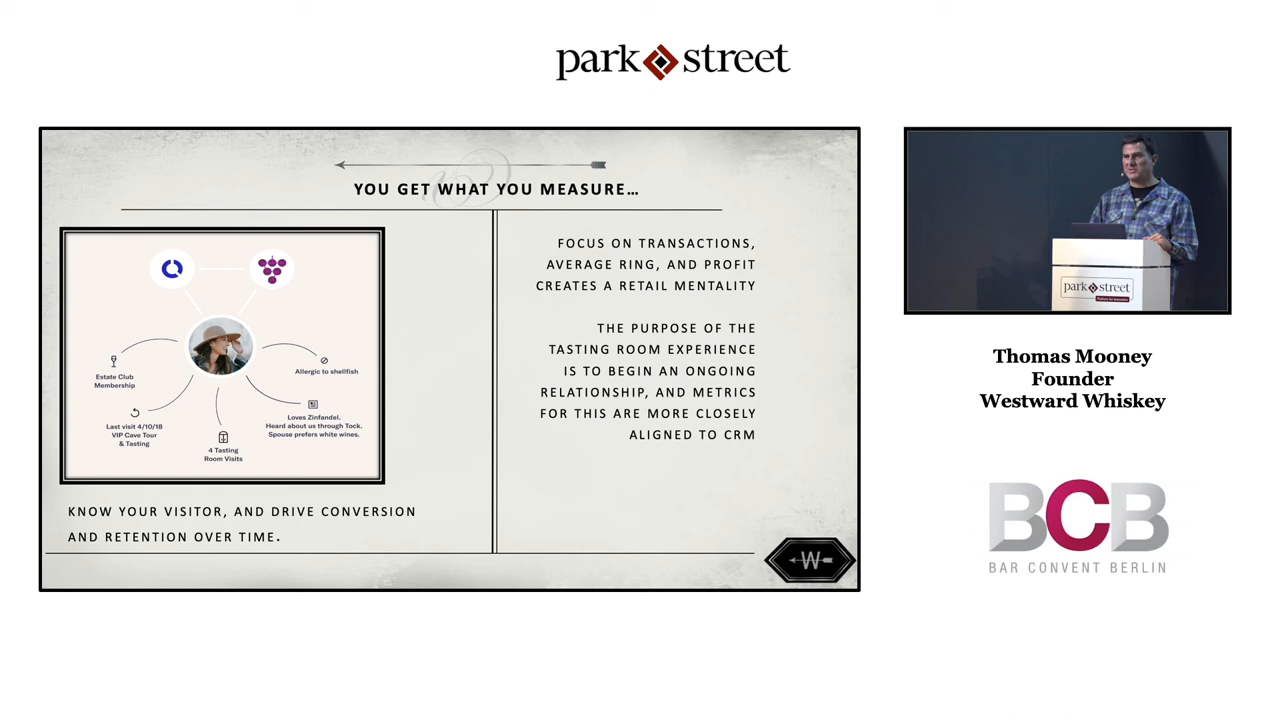 park street
YOU GET WHAT YOU MEASURE…
Estate Club
Membership
Allergic to shellfish
Last visit 4/10/18
VIP Cave Tour
& Tasting
4 Tasting
Room Visits
Loves Zinfandel.
Heard about us through Tock.
Spouse prefers white wines.
KNOW YOUR VISITOR, AND DRIVE CONVERSION
AND RETENTION OVER TIME.
FOCUS ON TRANSACTIONS,
AVERAGE RING, AND PROFIT
CREATES A RETAIL MENTALITY
THE PURPOSE OF THE
TASTING ROOM EXPERIENCE
IS TO BEGIN AN ONGOING
RELATIONSHIP, AND METRICS
FOR THIS ARE MORE CLOSELY
ALIGNED TO CRM
W
park street
Thomas Mooney
Founder
Westward Whiskey
BCB
BAR CONVENT BERLIN